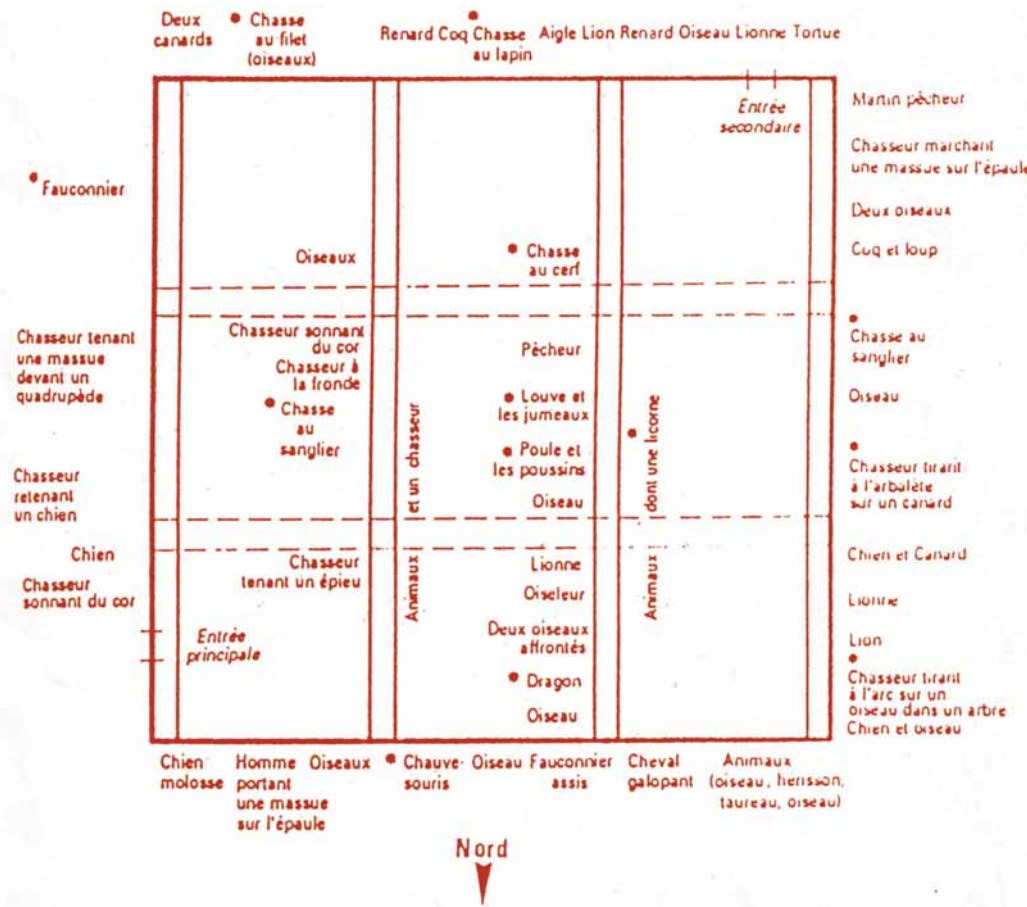 Deux
canards
• Chasse
au filet
(oiseaux)
Renard Coq • Chasse
au lapin
Aigle Lion Renard Oiseau Lionne Tortue
Entrée
secondaire
Martin pêcheur
Chasseur marchant
une massue sur l'épaule
Deux oiseaux
Coq et loup
• Fauconnier
Oiseaux
• Chasse
au cerf
Chasseur tenant
une massue
devant un
quadrupède
Chasseur sonnant
du cor
Chasseur à
la fronde
• Chasse
au
sanglier
et un chasseur
Pêcheur
• Louve et
les jumeaux
• Poule et
les poussins
Oiseau
dont une licorne
• Chasse au
sanglier
Oiseau
• Chasseur tirant
à l'arbalète
sur un canard
Chasseur
retenant
un chien
Chien
Chasseur
sonnant du cor
Chasseur
tenant un épieu
Entrée
principale
Animaux
Lionne
Oiseleur
Deux oiseaux
affrontés
• Dragon
Oiseau
Animaux
Chien et Canard
Lionne
Lion
• Chasseur tirant
à l'arc sur un
oiseau dans un arbre
Chien et oiseau
Chien
molosse
Homme
portant
une massue
sur l'épaule
Oiseaux
• Chauve-
souris
Oiseau
Fauconnier
assis
Cheval
galopant
Animaux
(oiseau, hérisson,
taureau, oiseau)
Nord